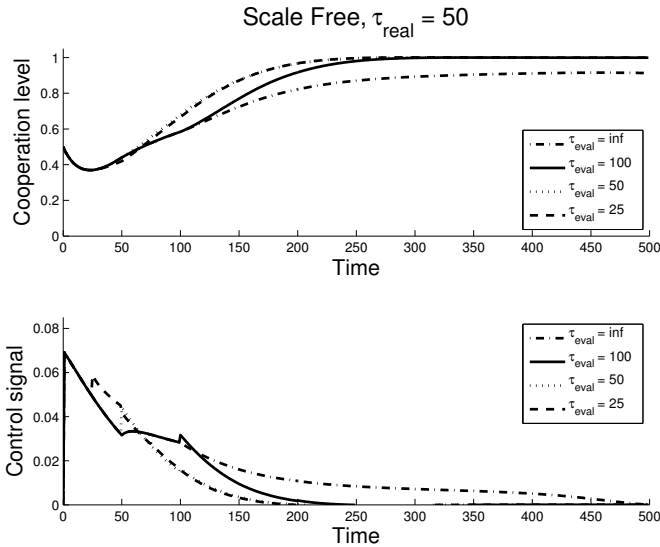 Scale Free, τreal = 50
Cooperation level
1
0.8
0.6
0.4
0.2
0
0 50 100 150 200 250 300 350 400 450 500
Time
τeval = inf
τeval = 100
τeval = 50
τeval = 25
Control signal
0.08
0.06
0.04
0.02
0
0 50 100 150 200 250 300 350 400 450 500
Time
τeval = inf
τeval = 100
τeval = 50
τeval = 25